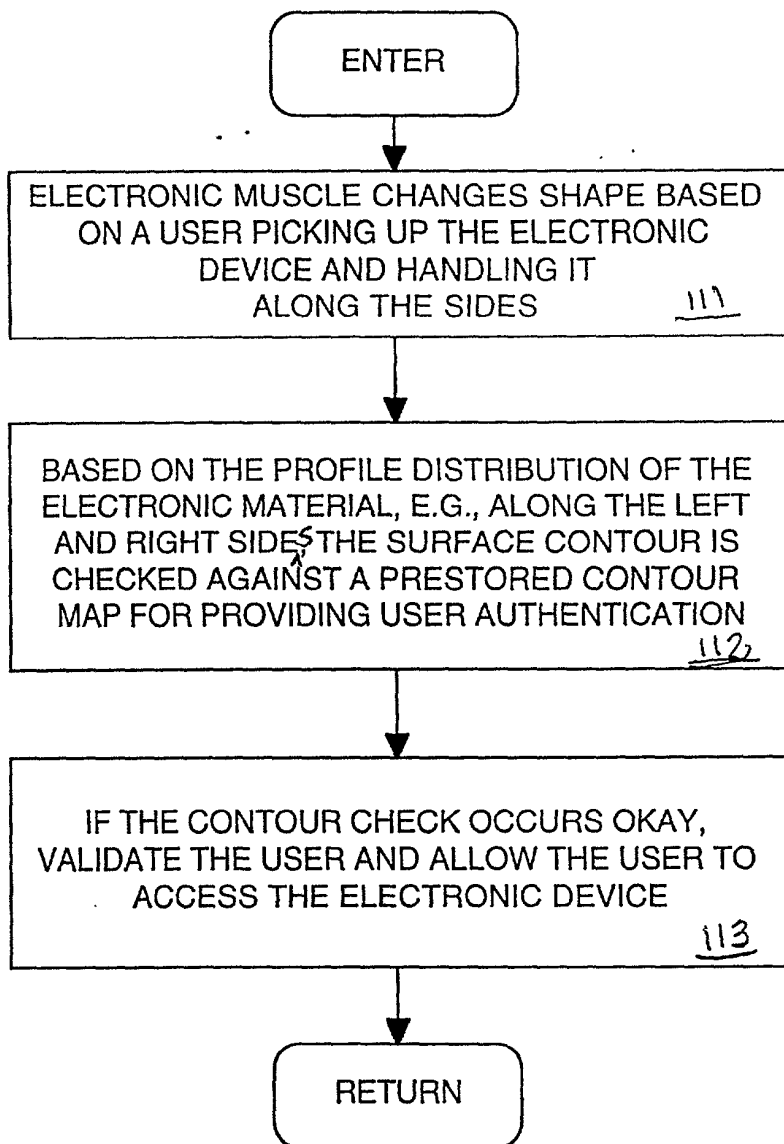 ENTER
ELECTRONIC MUSCLE CHANGES SHAPE BASED
ON A USER PICKING UP THE ELECTRONIC
DEVICE AND HANDLING IT
ALONG THE SIDES 111
BASED ON THE PROFILE DISTRIBUTION OF THE
ELECTRONIC MATERIAL, E.G., ALONG THE LEFT
AND RIGHT SIDES, THE SURFACE CONTOUR IS
CHECKED AGAINST A PRESTORED CONTOUR
MAP FOR PROVIDING USER AUTHENTICATION
112
IF THE CONTOUR CHECK OCCURS OKAY,
VALIDATE THE USER AND ALLOW THE USER TO
ACCESS THE ELECTRONIC DEVICE
113
RETURN